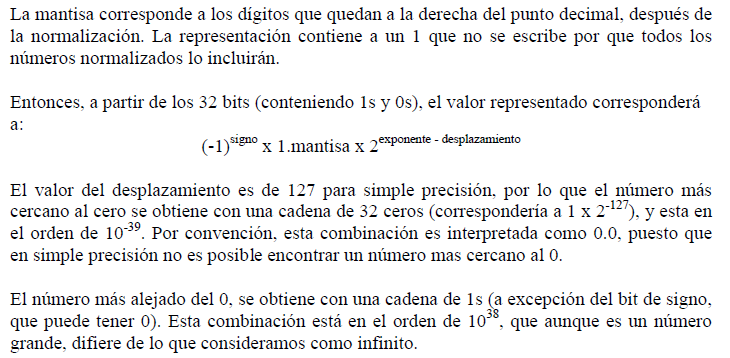 La mantisa corresponde a los dígitos que quedan a la derecha del punto decimal, después de
la normalización. La representación contiene a un 1 que no se escribe por que todos los
números normalizados lo incluirán.
Entonces, a partir de los 32 bits (conteniendo 1s y 0s), el valor representado corresponderá
a:
(-1)^signo x 1.mantisa x 2^exponente - desplazamiento
El valor del desplazamiento es de 127 para simple precisión, por lo que el número más
cercano al cero se obtiene con una cadena de 32 ceros (correspondería a 1 x 2^-127), y esta en
el orden de 10^-39. Por convención, esta combinación es interpretada como 0.0, puesto que
en simple precisión no es posible encontrar un número mas cercano al 0.
El número más alejado del 0, se obtiene con una cadena de 1s (a excepción del bit de signo,
que puede tener 0). Esta combinación está en el orden de 10^38, que aunque es un número
grande, difiere de lo que consideramos como infinito.